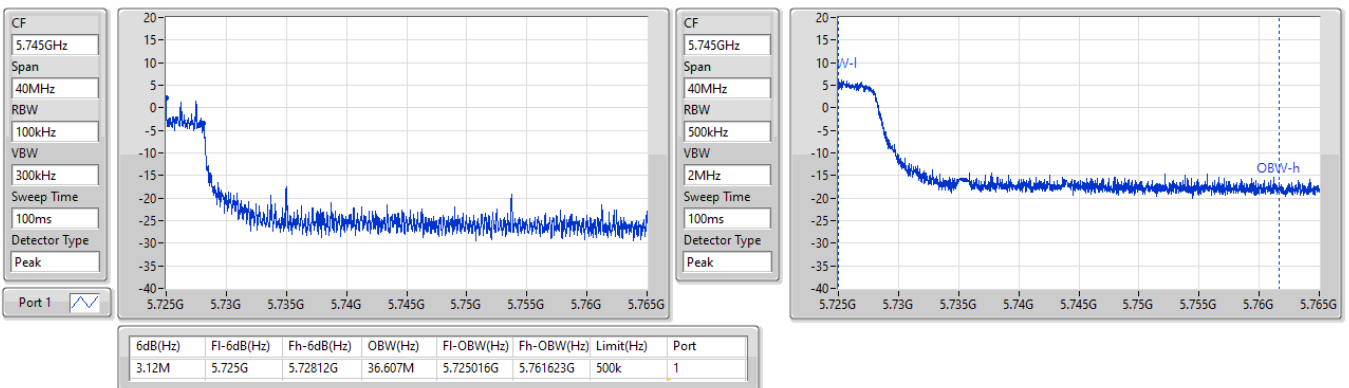 CF
5.745GHz
Span
40MHz
RBW
100kHz
VBW
300kHz
Sweep Time
100ms
Detector Type
Peak
Port 1
20
15
10
5
0
-5
-10
-15
-20
-25
-30
-35
-40
5.725G 5.73G 5.735G 5.74G 5.745G 5.75G 5.755G 5.76G 5.765G
CF
5.745GHz
Span
40MHz
RBW
500kHz
VBW
2MHz
Sweep Time
100ms
Detector Type
Peak
20
15
10
5
0
-5
-10
-15
-20
-25
-30
-35
-40
W-l
OBW-h
5.725G 5.73G 5.735G 5.74G 5.745G 5.75G 5.755G 5.76G 5.765G
6dB(Hz) Fl-6dB(Hz) Fh-6dB(Hz) OBW(Hz) Fl-OBW(Hz) Fh-OBW(Hz) Limit(Hz) Port
3.12M 5.725G 5.72812G 36.607M 5.725016G 5.761623G 500k 1